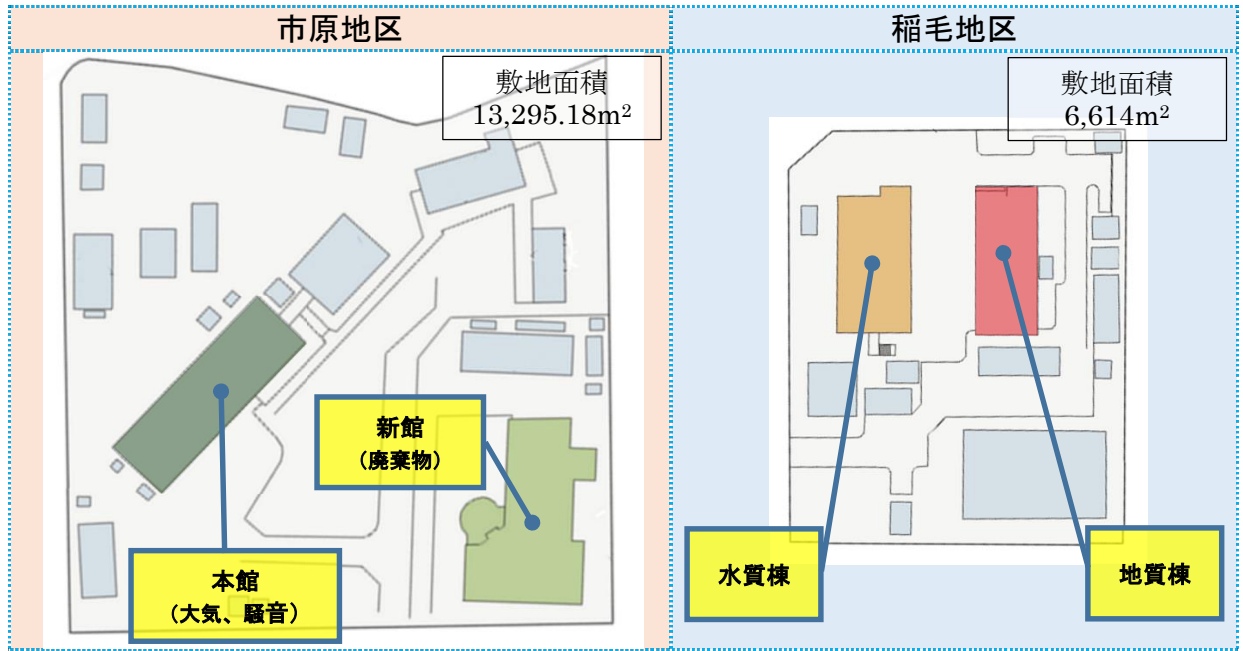 市原地区
敷地面積
13,295.18m²
新館
(廃棄物)
本館
(大気、騒音)
稲毛地区
敷地面積
6,614m²
水質棟
地質棟